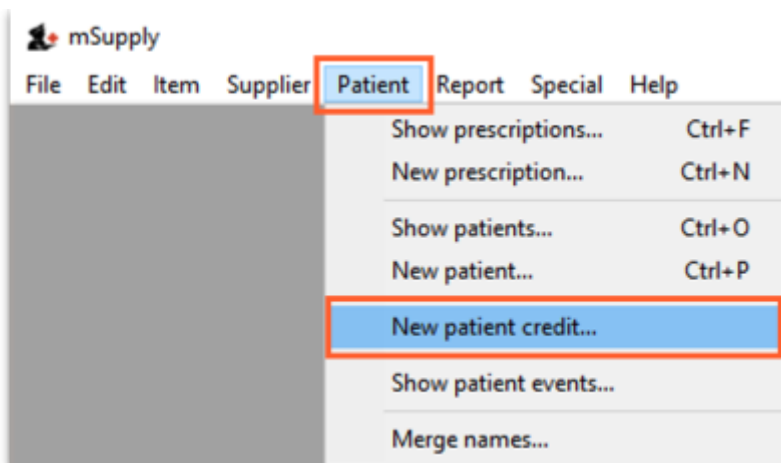 mSupply
File Edit Item Supplier Patient Report Special Help
Show prescriptions... Ctrl+F
New prescription... Ctrl+N
Show patients... Ctrl+O
New patient... Ctrl+P
New patient credit...
Show patient events...
Merge names...